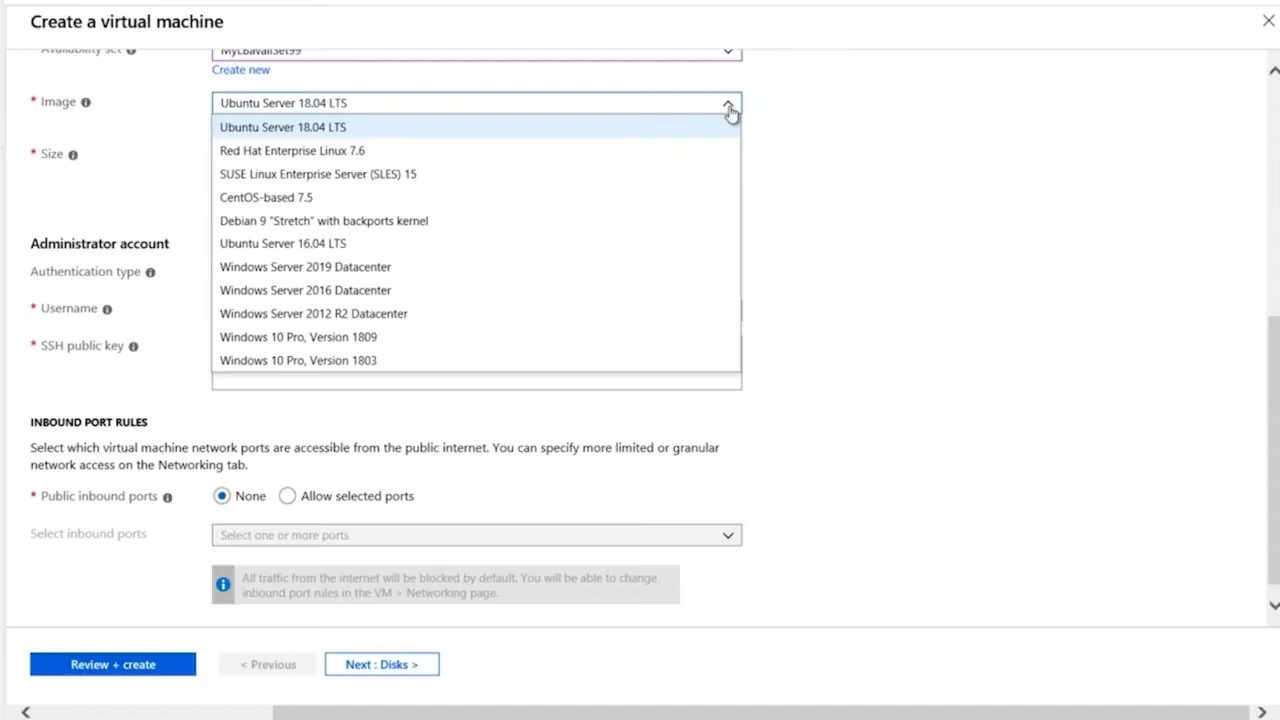 Create a virtual machine
Availability set
MyLBavailSet99
Create new
* Image
Ubuntu Server 18.04 LTS
Ubuntu Server 18.04 LTS
Red Hat Enterprise Linux 7.6
* Size
SUSE Linux Enterprise Server (SLES) 15
CentOS-based 7.5
Debian 9 "Stretch" with backports kernel
Administrator account
Ubuntu Server 16.04 LTS
Authentication type
Windows Server 2019 Datacenter
Windows Server 2016 Datacenter
* Username
Windows Server 2012 R2 Datacenter
Windows 10 Pro, Version 1809
* SSH public key
Windows 10 Pro, Version 1803
INBOUND PORT RULES
Select which virtual machine network ports are accessible from the public internet. You can specify more limited or granular
network access on the Networking tab.
* Public inbound ports
None
Allow selected ports
Select inbound ports
Select one or more ports
All traffic from the internet will be blocked by default. You will be able to change
inbound port rules in the VM > Networking page.
Review + create
< Previous
Next : Disks >